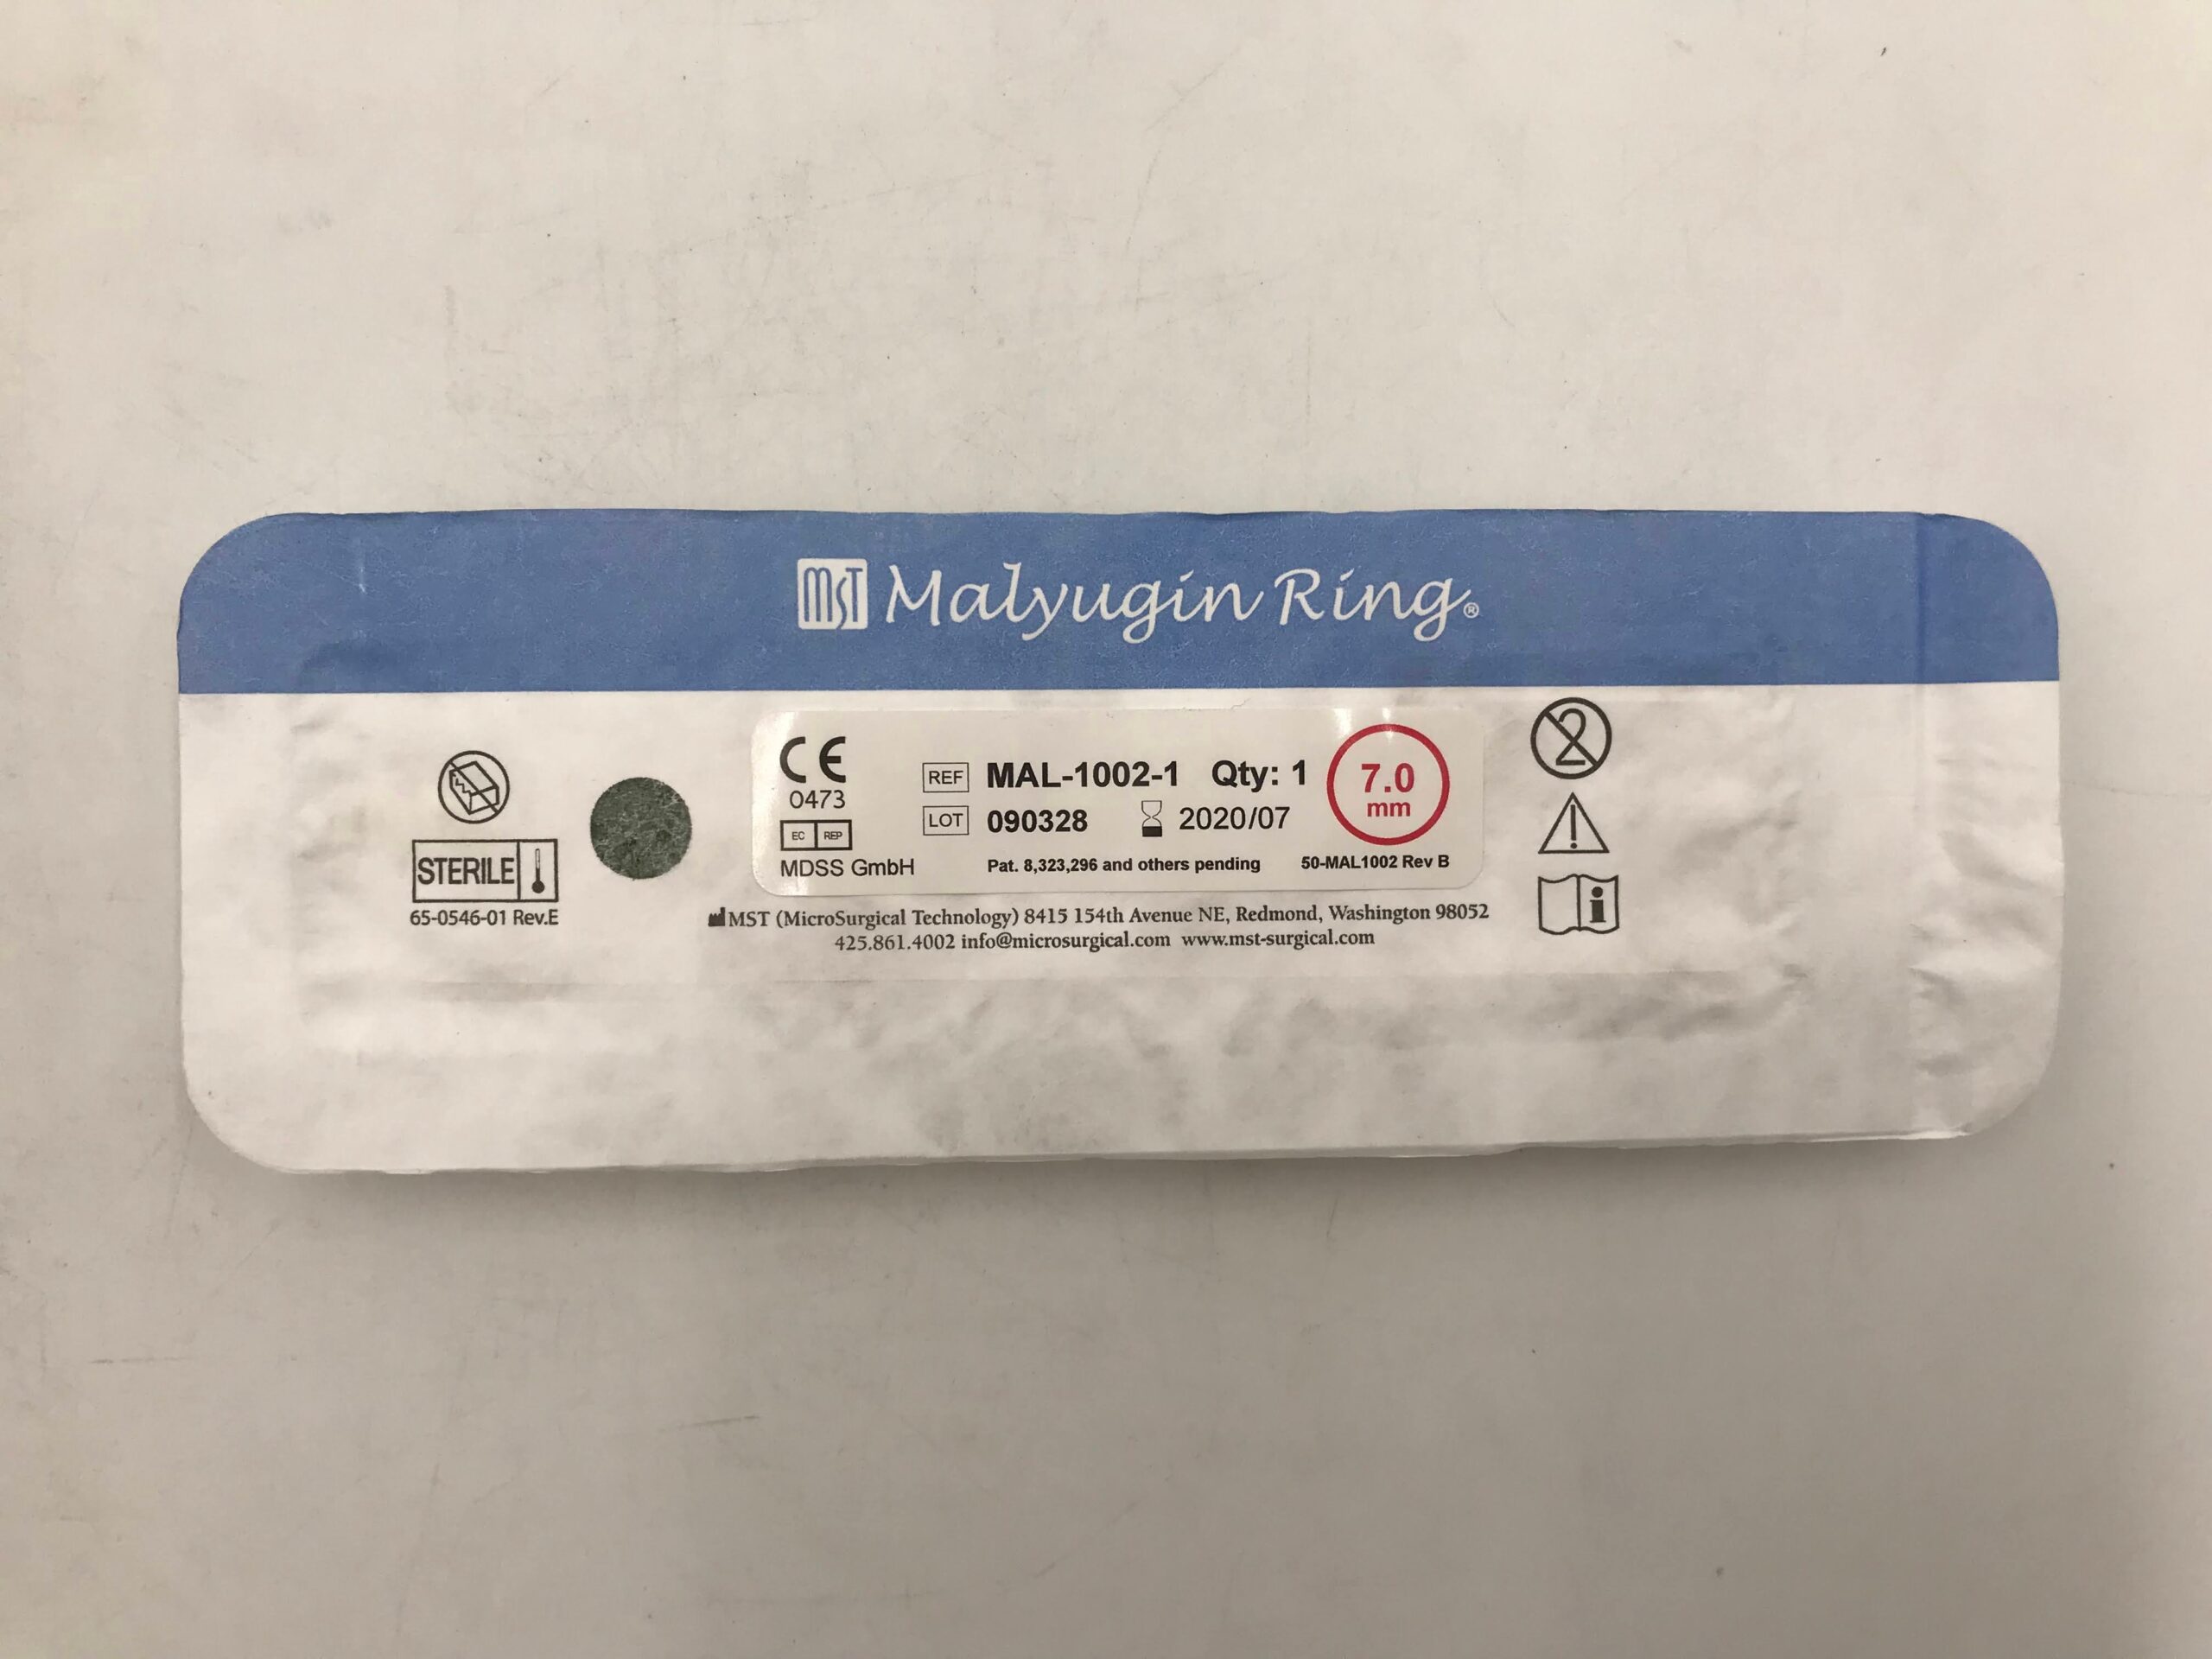 MST Malyugin Ring®
CE
0473
EC REP
MDSS GmbH
REF MAL-1002-1 Qty: 1
LOT 090328 2020/07
7.0
mm
Pat. 8,323,296 and others pending 50-MAL1002 Rev B
STERILE
65-0546-01 Rev.E
2
MST (MicroSurgical Technology) 8415 154th Avenue NE, Redmond, Washington 98052
425.861.4002 info@microsurgical.com www.mst-surgical.com